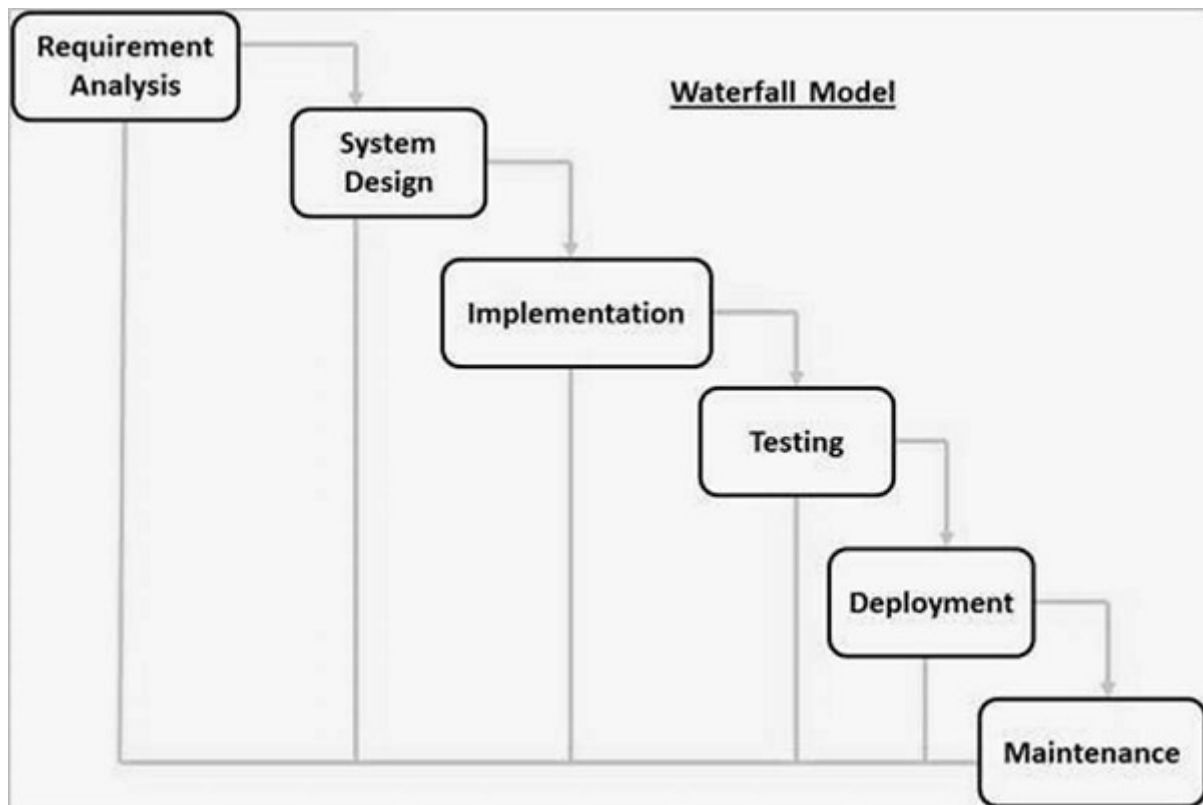 Requirement
Analysis
Waterfall Model
System
Design
Implementation
Testing
Deployment
Maintenance